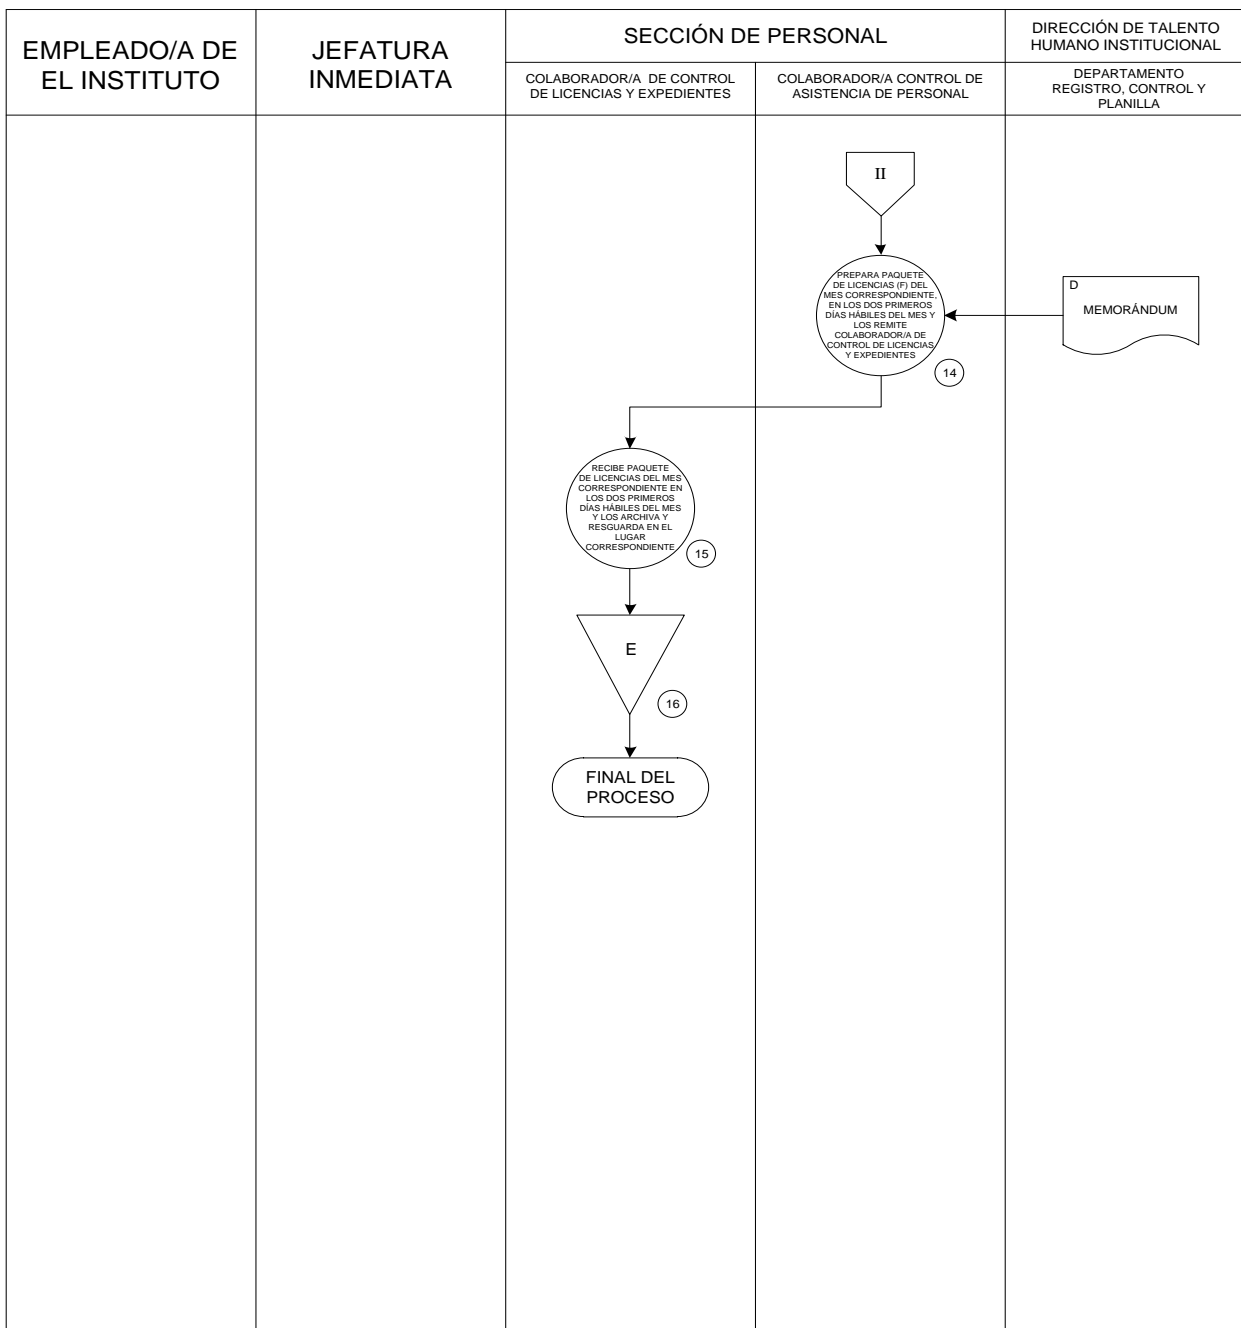 EMPLEADO/A DE
EL INSTITUTO
JEFATURA
INMEDIATA
SECCIÓN DE PERSONAL
COLABORADOR/A DE CONTROL
DE LICENCIAS Y EXPEDIENTES
COLABORADOR/A CONTROL DE
ASISTENCIA DE PERSONAL
DIRECCIÓN DE TALENTO
HUMANO INSTITUCIONAL
DEPARTAMENTO
REGISTRO, CONTROL Y
PLANILLA
II
PREPARA PAQUETE
DE LICENCIAS (F) DEL
MES CORRESPONDIENTE,
EN LOS DOS PRIMEROS
DÍAS HÁBILES DEL MES Y
LOS REMITE
COLABORADOR/A DE
CONTROL DE LICENCIAS
Y EXPEDIENTES
14
D
MEMORÁNDUM
RECIBE PAQUETE
DE LICENCIAS DEL MES
CORRESPONDIENTE EN
LOS DOS PRIMEROS
DÍAS HÁBILES DEL MES
Y LOS ARCHIVA Y
RESGUARDA EN EL
LUGAR
CORRESPONDIENTE
15
E
16
FINAL DEL
PROCESO